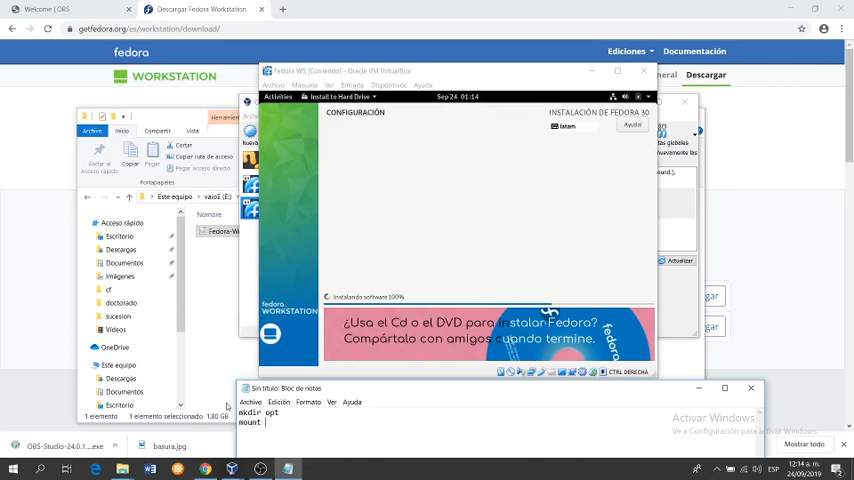 Welcome | OBS
Descargar Fedora Workstation
getfedora.org/es/workstation/download/
fedora
Ediciones
Documentación
WORKSTATION
Descargar
Fedora WS [Corriendo] - Oracle VM VirtualBox
Archivo Máquina Ver Entrada Dispositivos Ayuda
Activities Install to Hard Drive Sep 24 01:14
CONFIGURACIÓN
INSTALACIÓN DE FEDORA 30
latam
Ayuda!
Instalando software 100%
fedora.
WORKSTATION
¿Usa el Cd o el DVD para instalar Fedora?
Compártalo con amigos cuando termine.
fedora
CTRL DERECHA
Archivo Inicio Compartir Vista
Anclar al
Acceso rápido
Copiar
Pegar
Cortar
Copiar ruta de acceso
Pegar acceso directo
Portapapeles
Este equipo
vaioE (E:)
Acceso rápido
Escritorio
Descargas
Documentos
Imágenes
cf
doctorado
sucesion
Vídeos
OneDrive
Este equipo
Descargas
Documentos
Escritorio
Nombre
Fedora-W
1 elemento
1 elemento seleccionado 1.80 GB
Actualizar
Sin título: Bloc de notas
Archivo Edición Formato Ver Ayuda
mkdir opt
mount
Activar Windows
Ve a Configuración para activar Windows.
OBS-Studio-24.0.1....exe
basura.jpg
Mostrar todo
ESP
12:14 a.m.
24/09/2019